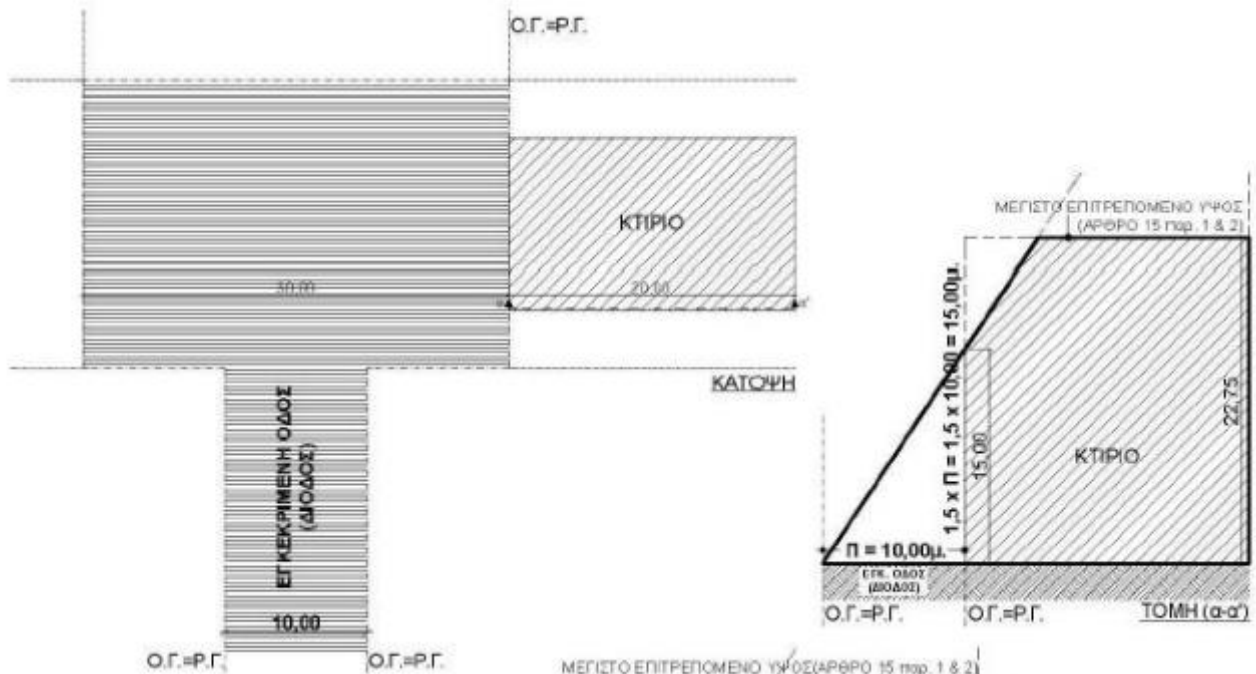 Ο.Γ.=Ρ.Γ.
ΚΤΙΡΙΟ
30,00
20,00
ΚΑΤΟΨΗ
ΕΓΚΕΚΡΙΜΕΝΗ ΟΔΟΣ
(ΔΙΟΔΟΣ)
10,00
Ο.Γ.=Ρ.Γ.
Ο.Γ.=Ρ.Γ.
ΜΕΓΙΣΤΟ ΕΠΙΤΡΕΠΟΜΕΝΟ ΥΨΟΣ
(ΑΡΘΡΟ 15 παρ. 1 & 2)
1,5 x Π = 1,5 x 10,00 = 15,00μ.
15,00
ΚΤΙΡΙΟ
22,75
Π = 10,00μ.
ΕΓΚ. ΟΔΟΣ
(ΔΙΟΔΟΣ)
Ο.Γ.=Ρ.Γ.
Ο.Γ.=Ρ.Γ.
ΤΟΜΗ (α-α')
ΜΕΓΙΣΤΟ ΕΠΙΤΡΕΠΟΜΕΝΟ ΥΨΟΣ(ΑΡΘΡΟ 15 παρ. 1 & 2)